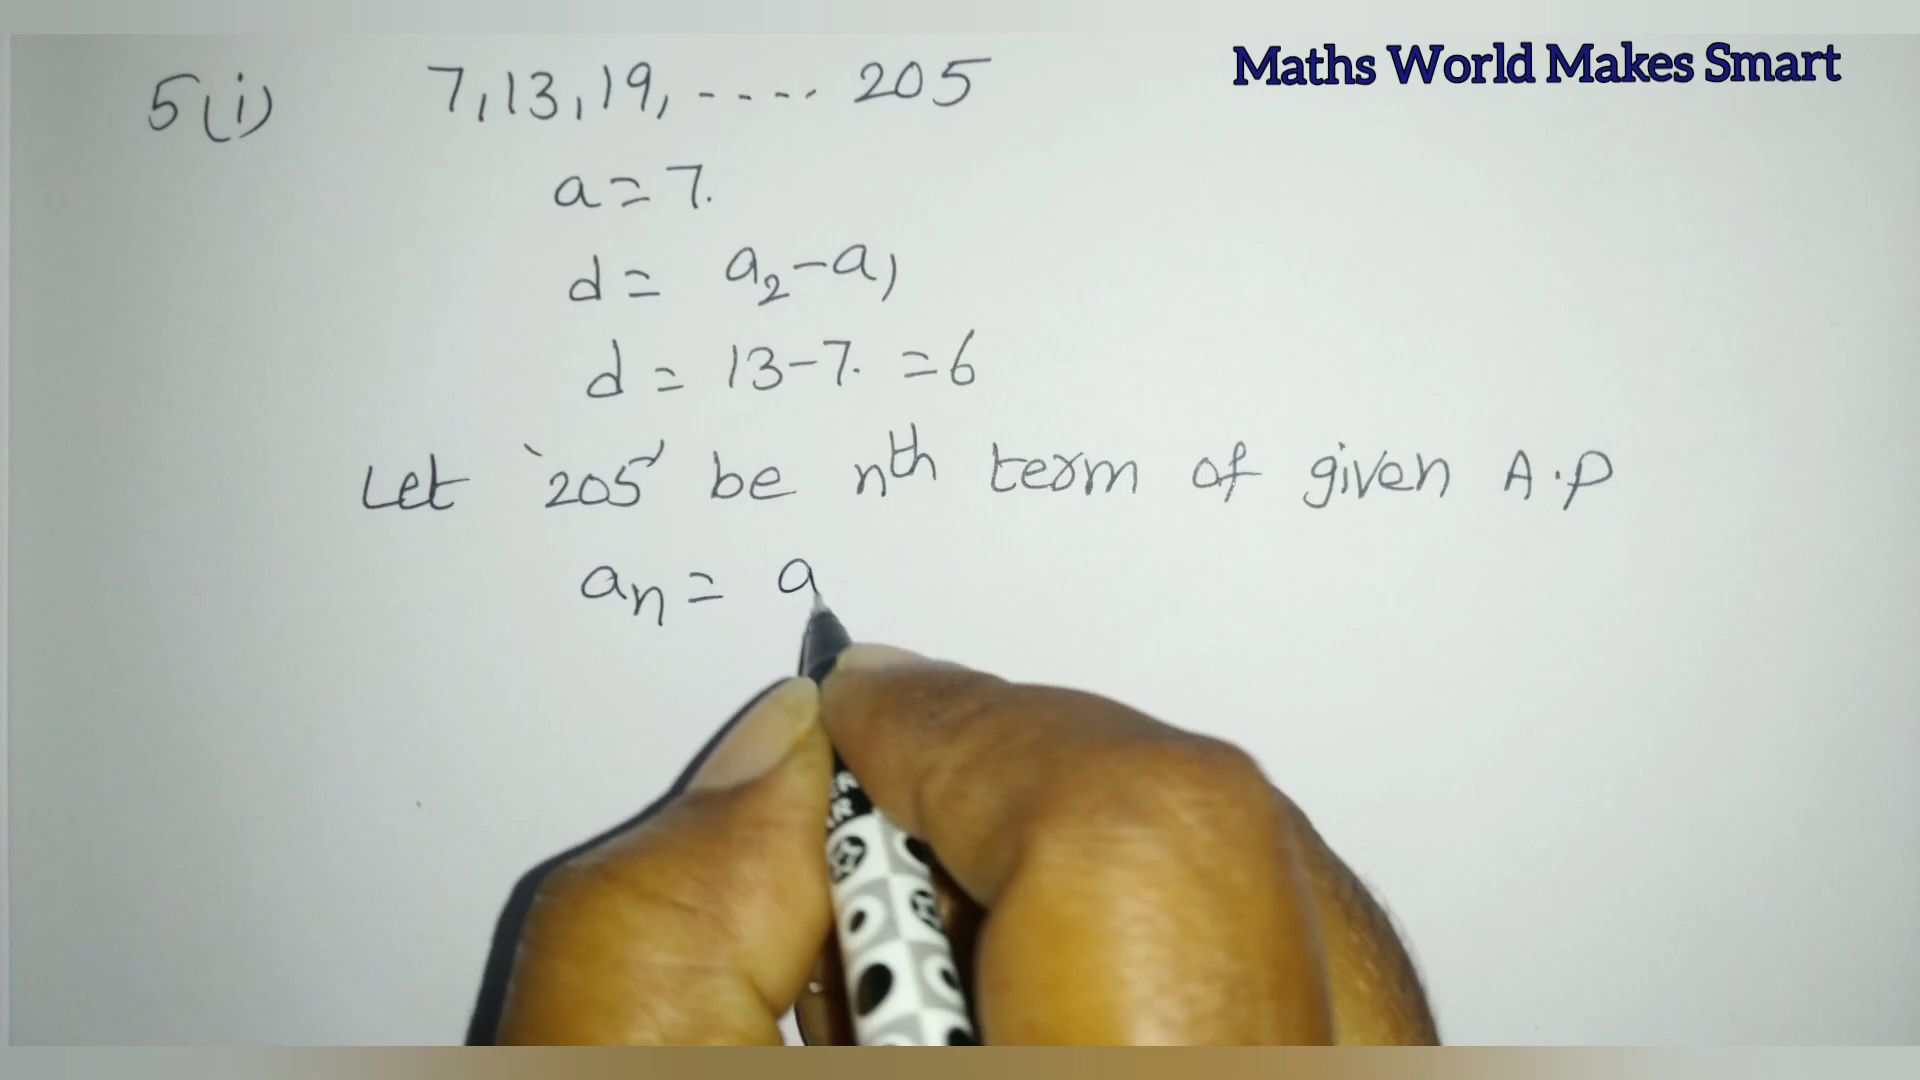 Maths World Makes Smart
5(i) 7, 13, 19, ---- 205
a = 7.
d = a₂ - a₁
d = 13 - 7. = 6
Let '205' be nth term of given A.P
aₙ = a